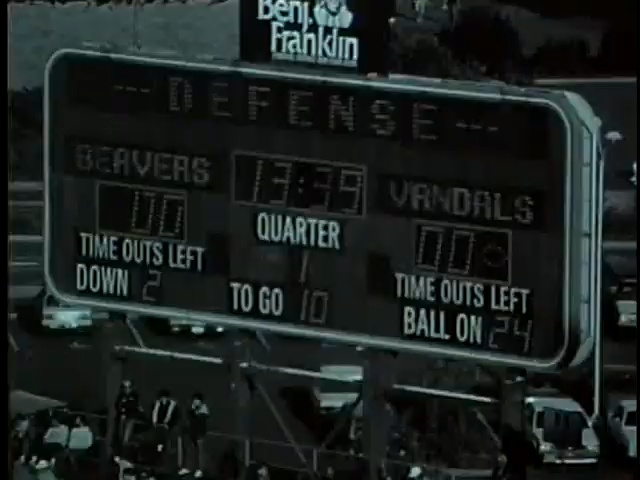 Benj.
Franklin
--- DEFENSE ---
BEAVERS 13:39 VANDALS
00 QUARTER 00
TIME OUTS LEFT 1 TIME OUTS LEFT
DOWN 2 TO GO 10 BALL ON 24